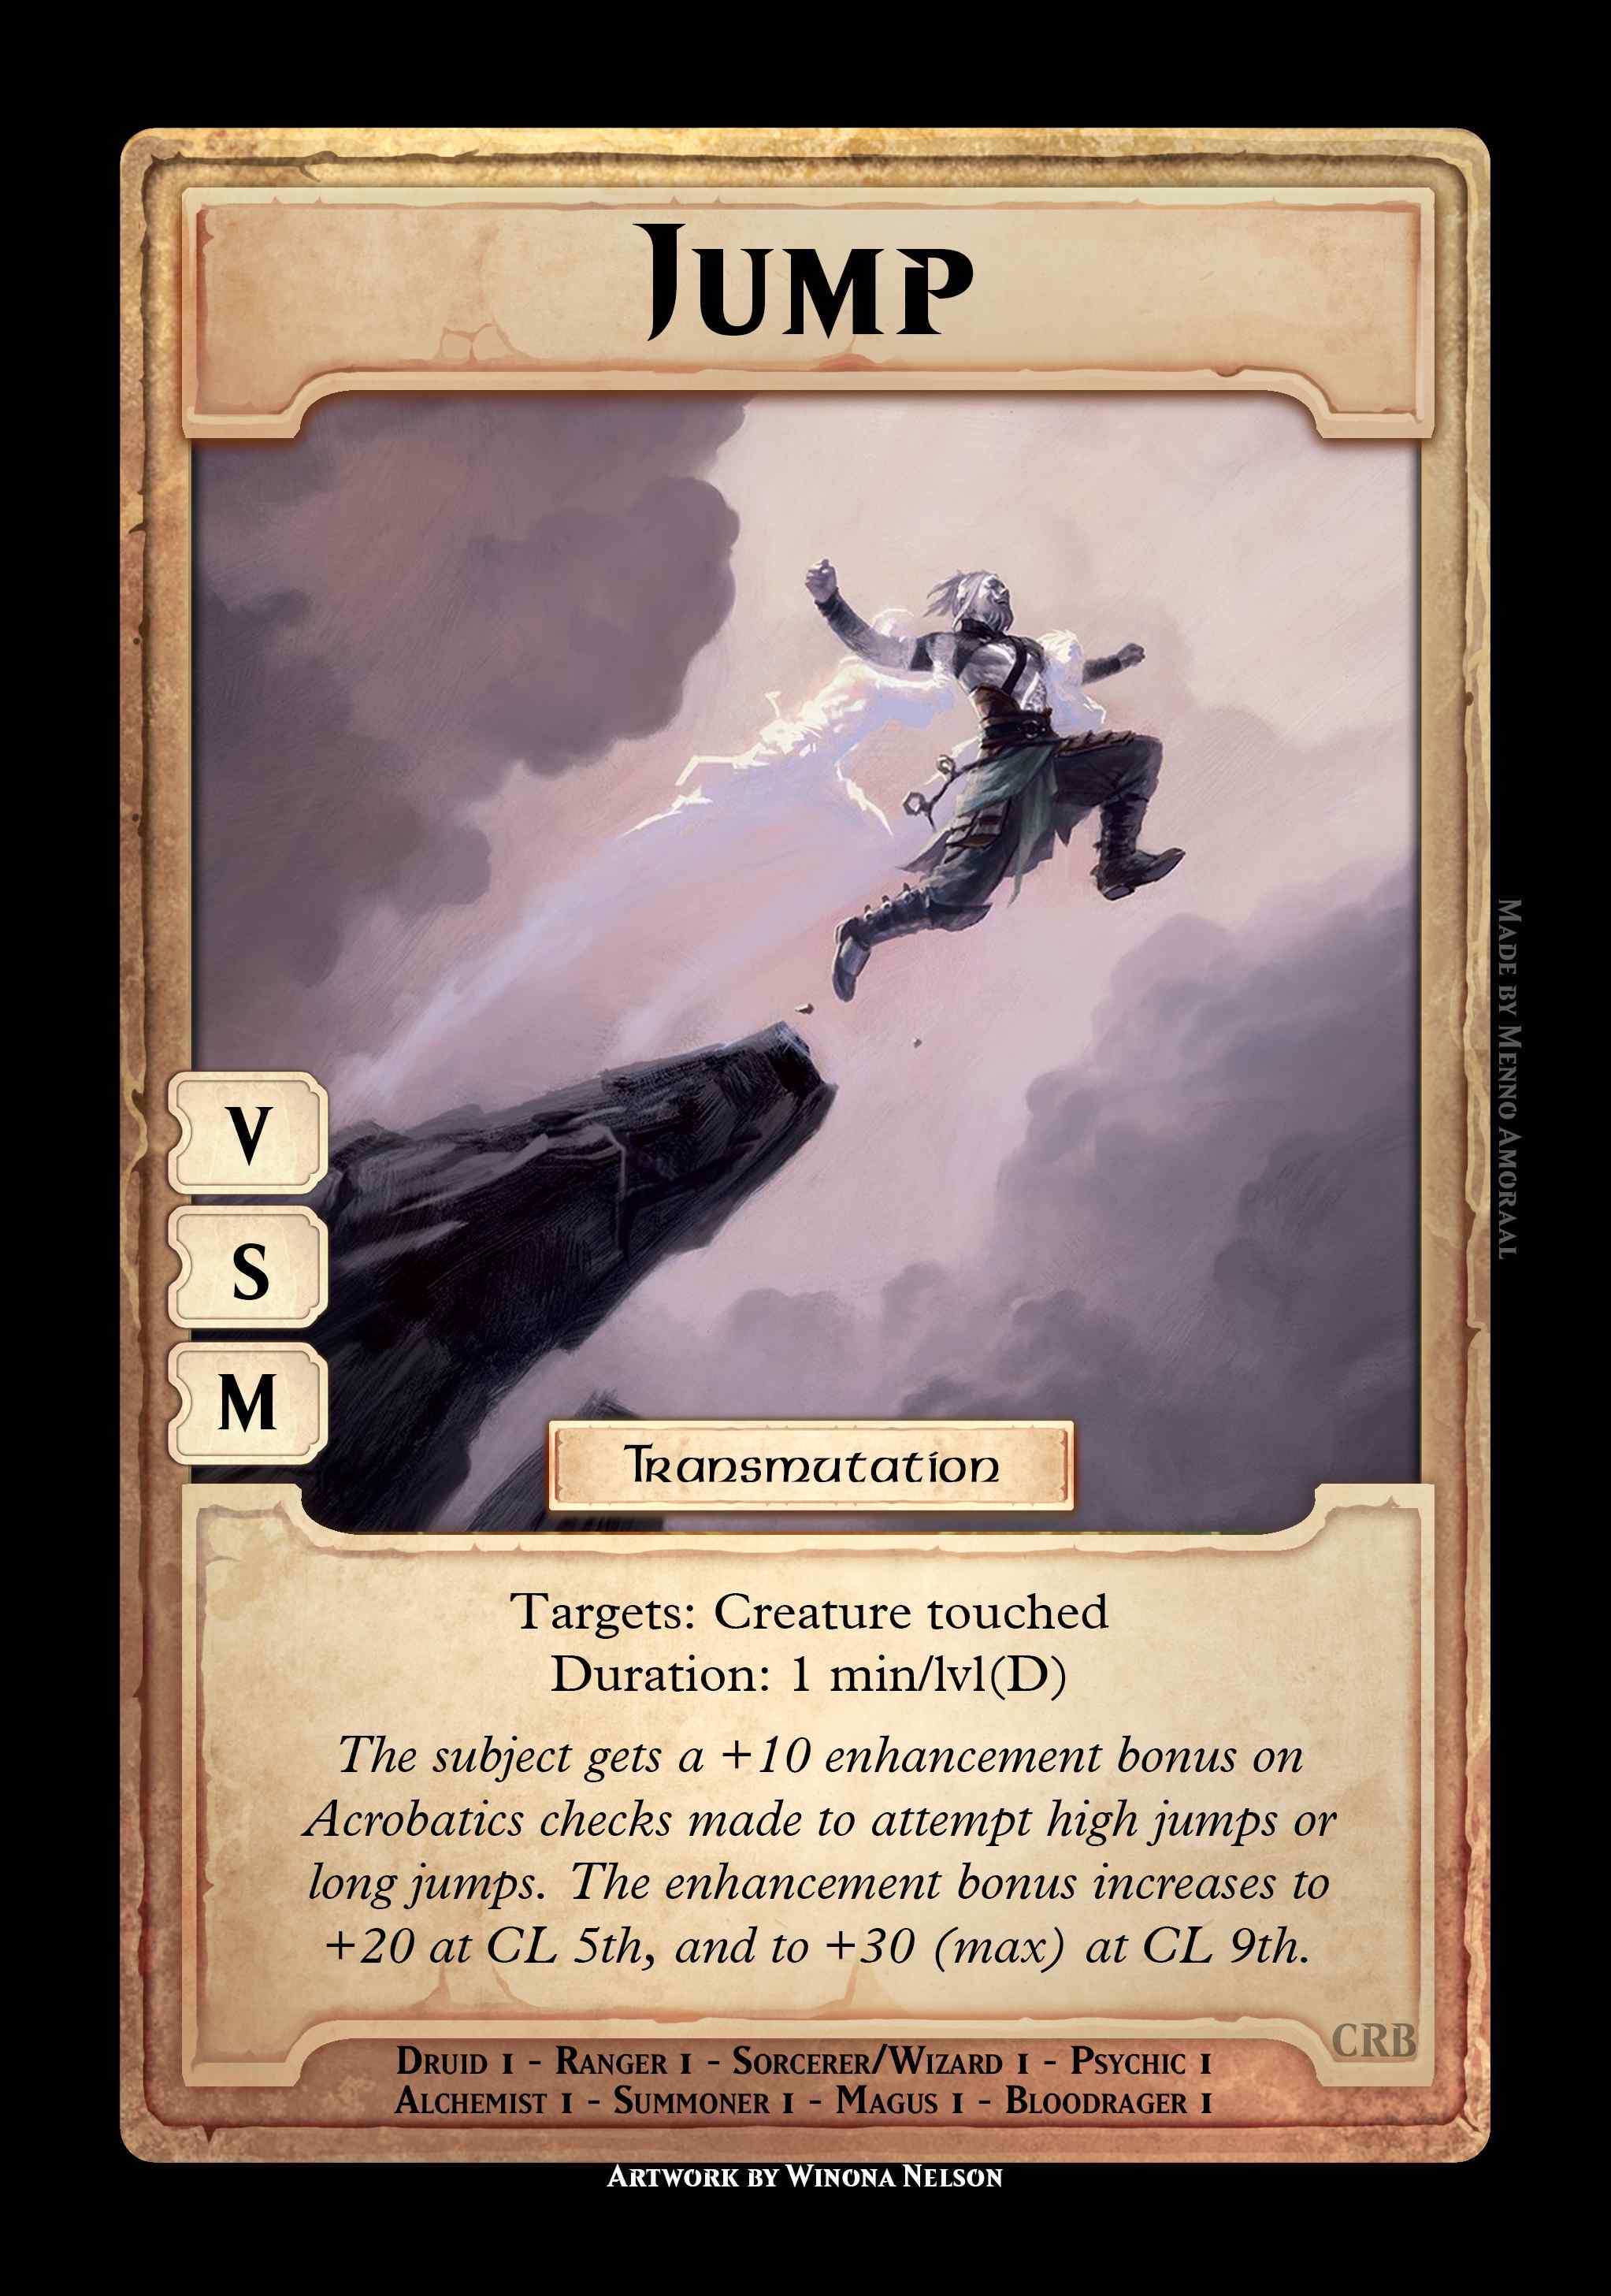 Jump
V
S
M
Transmutation
Targets: Creature touched
Duration: 1 min/lvl(D)
The subject gets a +10 enhancement bonus on
Acrobatics checks made to attempt high jumps or
long jumps. The enhancement bonus increases to
+20 at CL 5th, and to +30 (max) at CL 9th.
CRB
Druid 1 - Ranger 1 - Sorcerer/Wizard 1 - Psychic 1
Alchemist 1 - Summoner 1 - Magus 1 - Bloodrager 1
Artwork by Winona Nelson
Made by Menno Amoraal